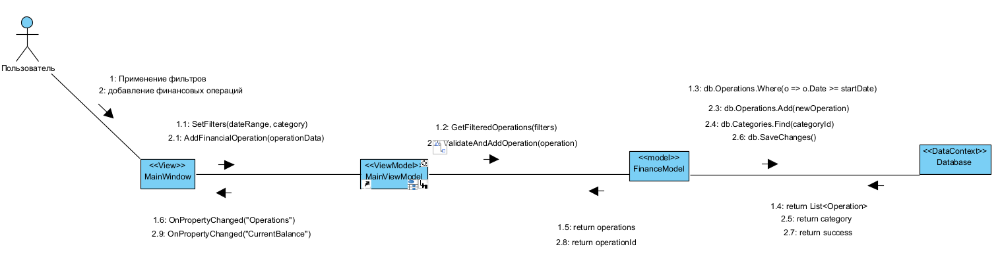 Пользователь
1: Применение фильтров
2: добавление финансовых операций
1.1: SetFilters(dateRange, category)
2.1: AddFinancialOperation(operationData)
<<View>>
MainWindow
1.6: OnPropertyChanged("Operations")
2.9: OnPropertyChanged("CurrentBalance")
<<ViewModel>>
MainViewModel
1.2: GetFilteredOperations(filters)
ValidateAndAddOperation(operation)
1.5: return operations
2.8: return operationId
<<model>>
FinanceModel
1.3: db.Operations.Where(o => o.Date >= startDate)
2.3: db.Operations.Add(newOperation)
2.4: db.Categories.Find(categoryId)
2.6: db.SaveChanges()
1.4: return List<Operation>
2.5: return category
2.7: return success
<<DataContext>>
Database